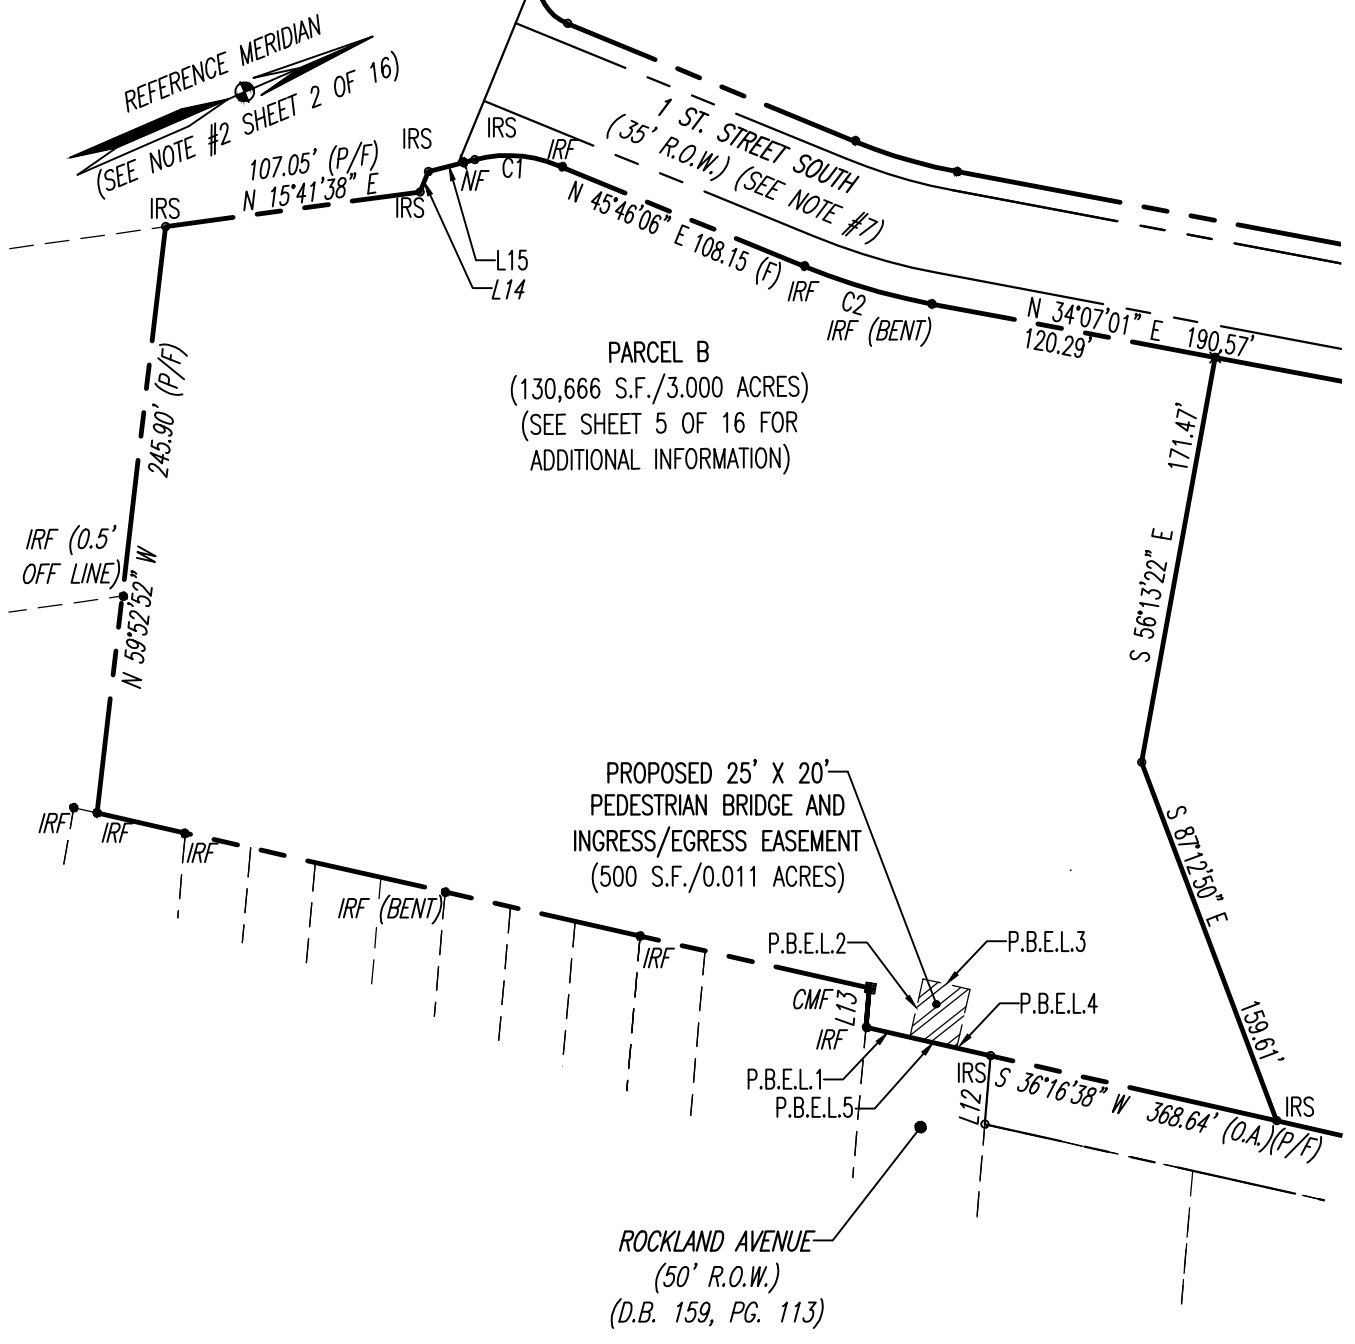 REFERENCE MERIDIAN
(SEE NOTE #2 SHEET 2 OF 16)
107.05' (P/F)
N 15°41'38" E
IRS
IRS
IRS
IRS
NF
C1
IRF
L15
L14
1 ST. STREET SOUTH
(35' R.O.W.) (SEE NOTE #7)
N 45°46'06" E 108.15 (F)
IRF
C2
IRF (BENT)
N 34°07'01" E 190.57'
120.29'
PARCEL B
(130,666 S.F./3.000 ACRES)
(SEE SHEET 5 OF 16 FOR
ADDITIONAL INFORMATION)
245.90' (P/F)
N 59°52'52" W
IRF (0.5'
OFF LINE)
171.47'
S 56°13'22" E
S 87°12'50" E
159.61'
PROPOSED 25' X 20'
PEDESTRIAN BRIDGE AND
INGRESS/EGRESS EASEMENT
(500 S.F./0.011 ACRES)
IRF
IRF
IRF
IRF (BENT)
IRF
P.B.E.L.2
P.B.E.L.3
CMF
L13
IRF
P.B.E.L.4
P.B.E.L.1
P.B.E.L.5
IRS
L12
S 36°16'38" W 368.64' (O.A.)(P/F)
IRS
ROCKLAND AVENUE
(50' R.O.W.)
(D.B. 159, PG. 113)